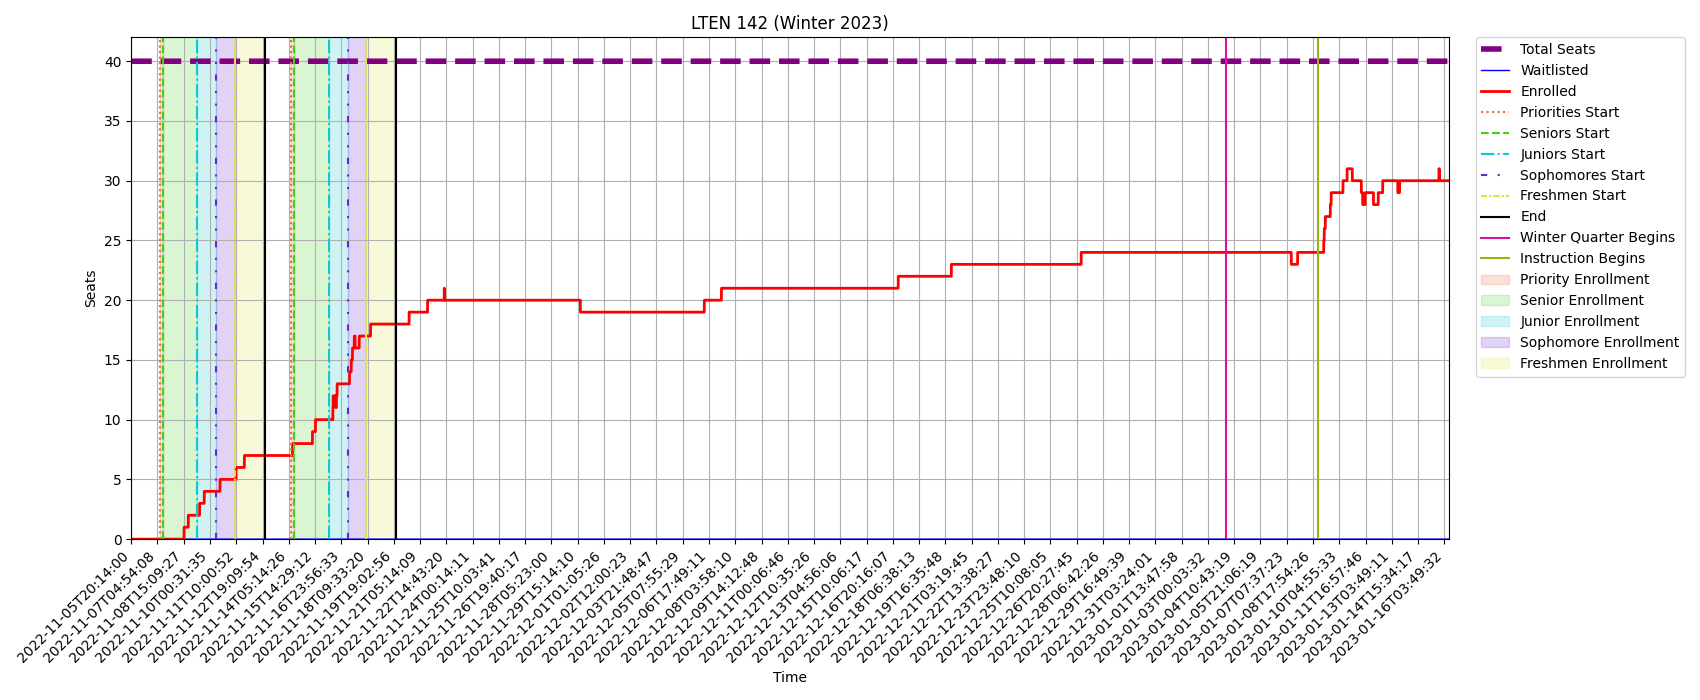 LTEN 142 (Winter 2023)
Seats
40
35
30
25
20
15
10
5
0
2022-11-05T20:14:00
2022-11-07T04:54:08
2022-11-08T15:09:27
2022-11-10T00:31:35
2022-11-11T10:00:52
2022-11-12T19:09:54
2022-11-14T05:14:26
2022-11-15T14:29:12
2022-11-16T23:56:33
2022-11-18T09:33:20
2022-11-19T19:02:56
2022-11-21T05:14:09
2022-11-22T14:43:20
2022-11-24T00:14:11
2022-11-25T10:03:41
2022-11-26T19:40:17
2022-11-28T05:23:00
2022-11-29T15:14:10
2022-12-01T01:05:26
2022-12-02T12:00:23
2022-12-03T21:48:47
2022-12-05T07:55:29
2022-12-06T17:49:11
2022-12-08T03:58:10
2022-12-09T14:12:48
2022-12-11T00:06:46
2022-12-12T10:35:26
2022-12-13T14:56:06
2022-12-15T10:06:17
2022-12-16T20:16:07
2022-12-18T06:38:13
2022-12-19T16:35:48
2022-12-21T03:19:45
2022-12-22T13:38:27
2022-12-23T23:48:10
2022-12-25T10:08:05
2022-12-26T20:27:45
2022-12-28T06:42:26
2022-12-29T16:49:39
2022-12-31T03:24:01
2023-01-01T13:47:58
2023-01-03T00:03:32
2023-01-04T10:43:19
2023-01-05T21:06:19
2023-01-07T07:37:23
2023-01-08T17:54:26
2023-01-10T04:55:33
2023-01-11T16:57:46
2023-01-13T03:49:11
2023-01-14T15:34:17
2023-01-16T03:49:32
Time
Total Seats
Waitlisted
Enrolled
Priorities Start
Seniors Start
Juniors Start
Sophomores Start
Freshmen Start
End
Winter Quarter Begins
Instruction Begins
Priority Enrollment
Senior Enrollment
Junior Enrollment
Sophomore Enrollment
Freshmen Enrollment